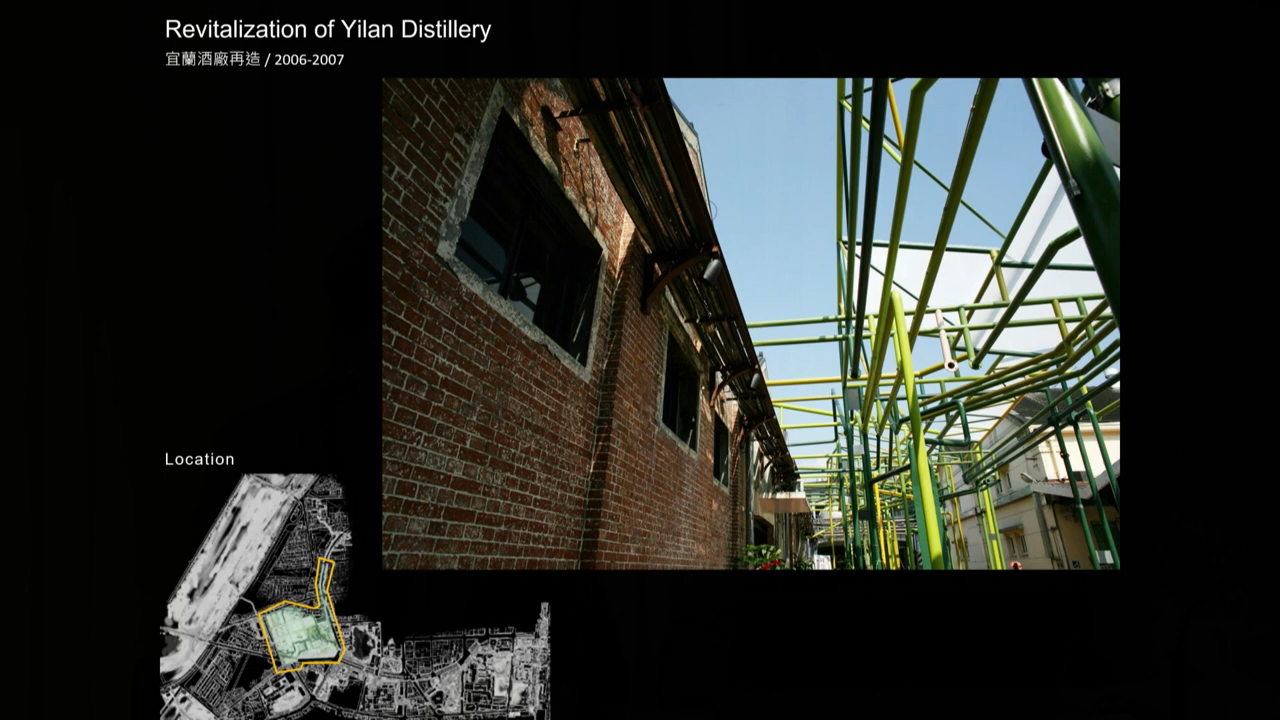 Revitalization of Yilan Distillery
宜蘭酒廠再造 / 2006-2007
Location